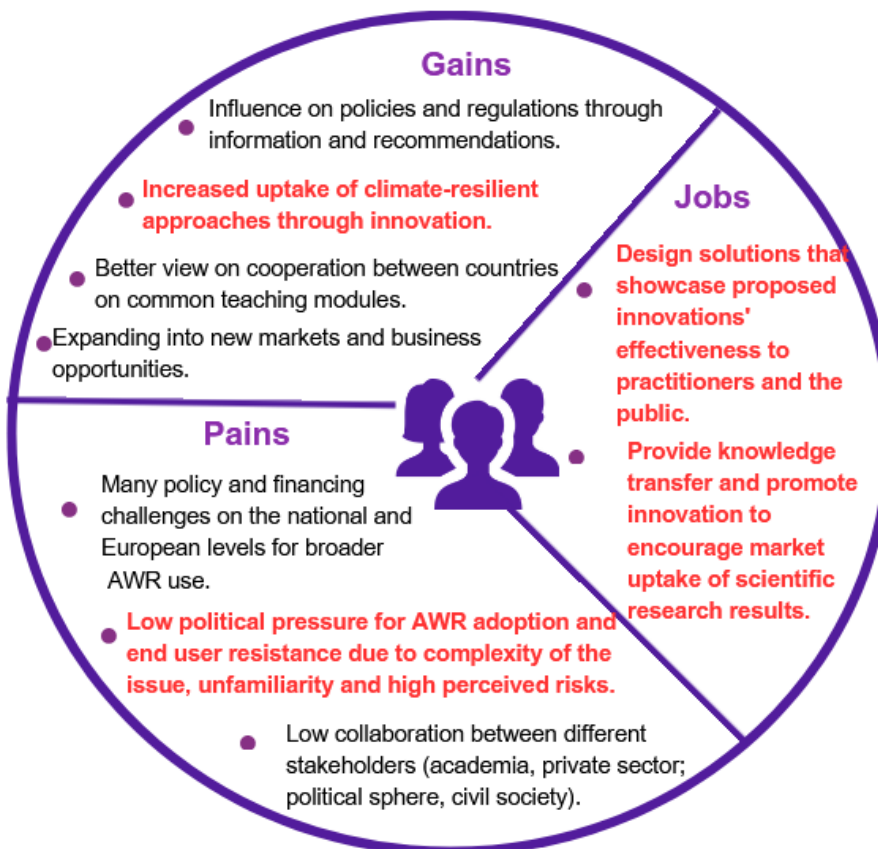 Gains
Influence on policies and regulations through
information and recommendations.
Increased uptake of climate-resilient
approaches through innovation.
Better view on cooperation between countries
on common teaching modules.
Expanding into new markets and business
opportunities.
Jobs
Design solutions that
showcase proposed
innovations'
effectiveness to
practitioners and the
public.
Provide knowledge
transfer and promote
innovation to
encourage market
uptake of scientific
research results.
Pains
Many policy and financing
challenges on the national and
European levels for broader
AWR use.
Low political pressure for AWR adoption and
end user resistance due to complexity of the
issue, unfamiliarity and high perceived risks.
Low collaboration between different
stakeholders (academia, private sector;
political sphere, civil society).